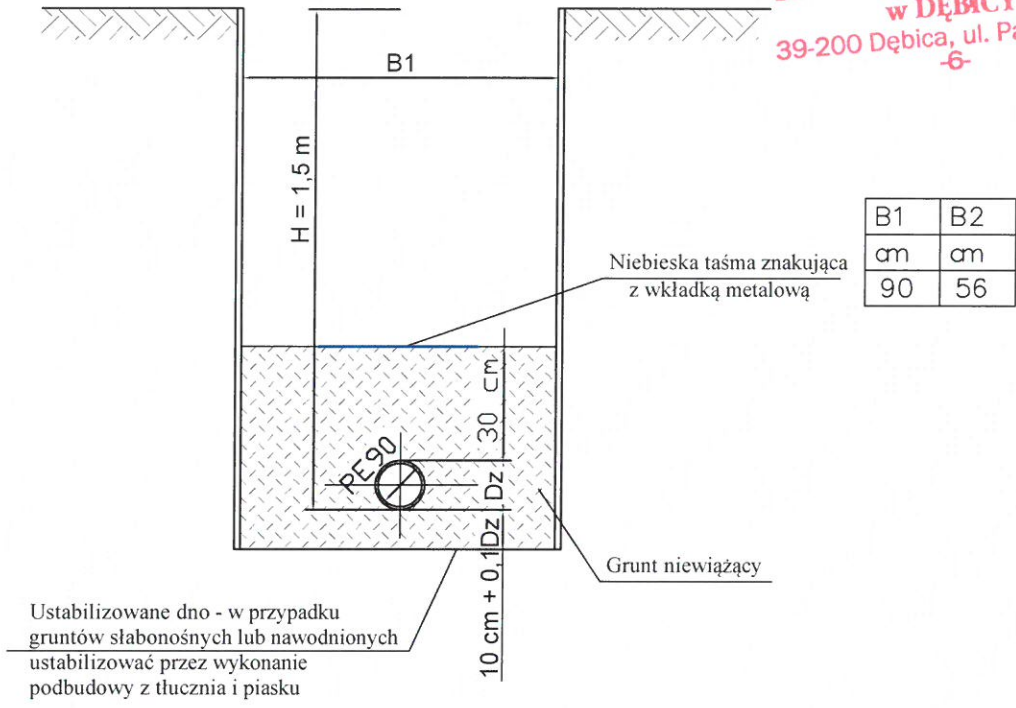 w DĘBICY
39-200 Dębica, ul.
-6-
B1
H = 1,5 m
B1 B2
cm cm
90 56
Niebieska taśma znakująca
z wkładką metalową
30 cm
PE90
Dz
10 cm + 0,1Dz
Grunt niewiążący
Ustabilizowane dno - w przypadku
gruntów słabonośnych lub nawodnionych
ustabilizować przez wykonanie
podbudowy z tłucznia i piasku